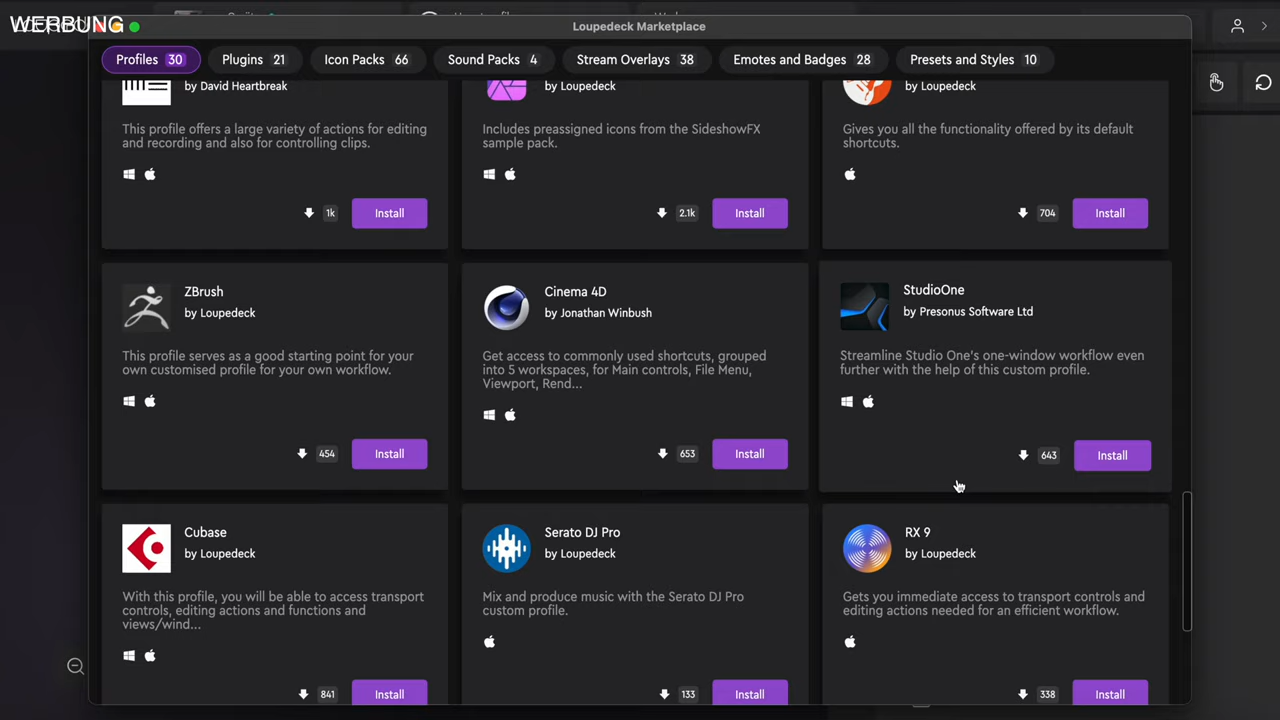 WERBUNG
Loupedeck Marketplace
Profiles 30
Plugins 21
Icon Packs 66
Sound Packs 4
Stream Overlays 38
Emotes and Badges 28
Presets and Styles 10
by David Heartbreak
This profile offers a large variety of actions for editing
and recording and also for controlling clips.
1k
Install
by Loupedeck
Includes preassigned icons from the SideshowFX
sample pack.
2.1k
Install
by Loupedeck
Gives you all the functionality offered by its default
shortcuts.
704
Install
ZBrush
by Loupedeck
This profile serves as a good starting point for your
own customised profile for your own workflow.
454
Install
Cinema 4D
by Jonathan Winbush
Get access to commonly used shortcuts, grouped
into 5 workspaces, for Main controls, File Menu,
Viewport, Rend...
653
Install
StudioOne
by Presonus Software Ltd
Streamline Studio One's one-window workflow even
further with the help of this custom profile.
643
Install
Cubase
by Loupedeck
With this profile, you will be able to access transport
controls, editing actions and functions and
views/wind...
841
Install
Serato DJ Pro
by Loupedeck
Mix and produce music with the Serato DJ Pro
custom profile.
133
Install
RX 9
by Loupedeck
Gets you immediate access to transport controls and
editing actions needed for an efficient workflow.
338
Install